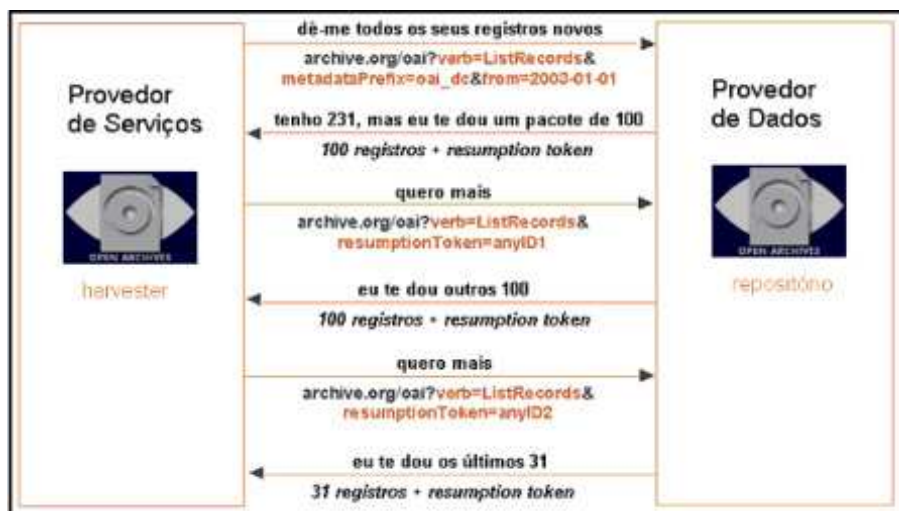 dê-me todos os seus registros novos
archive.org/oai?verb=ListRecords&
metadataPrefix=oai_dc&from=2003-01-01
Provedor
de Serviços
Provedor
de Dados
tenho 231, mas eu te dou um pacote de 100
100 registros + resumption token
quero mais
archive.org/oai?verb=ListRecords&
resumptionToken=anyID1
OPEN ARCHIVES
OPEN ARCHIVES
harvester
repositório
eu te dou outros 100
100 registros + resumption token
quero mais
archive.org/oai?verb=ListRecords&
resumptionToken=anyID2
eu te dou os últimos 31
31 registros + resumption token